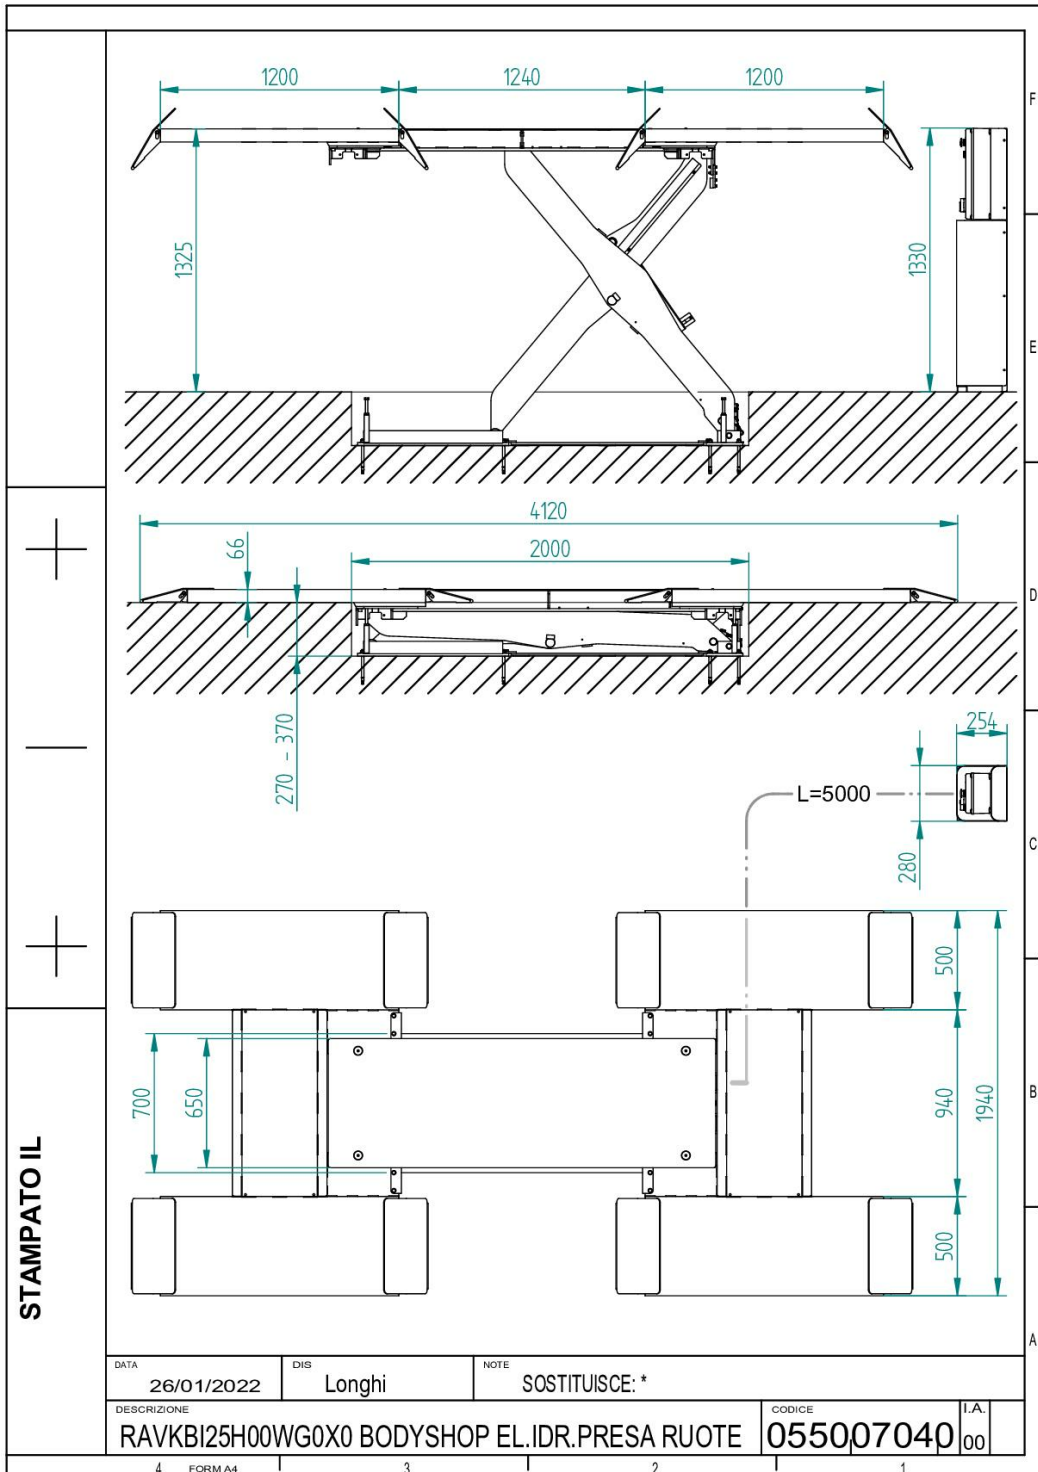 1200
1240
1200
F
1325
1330
E
4120
66
2000
D
270 - 370
254
L=5000
280
C
500
700
650
940
1940
B
500
STAMPATO IL
A
DATA
26/01/2022
DIS
Longhi
NOTE
SOSTITUISCE: *
DESCRIZIONE
RAVKBI25H00WG0X0 BODYSHOP EL.IDR.PRESA RUOTE
CODICE
055007040
I.A.
00
4 FORM A4 3 2 1